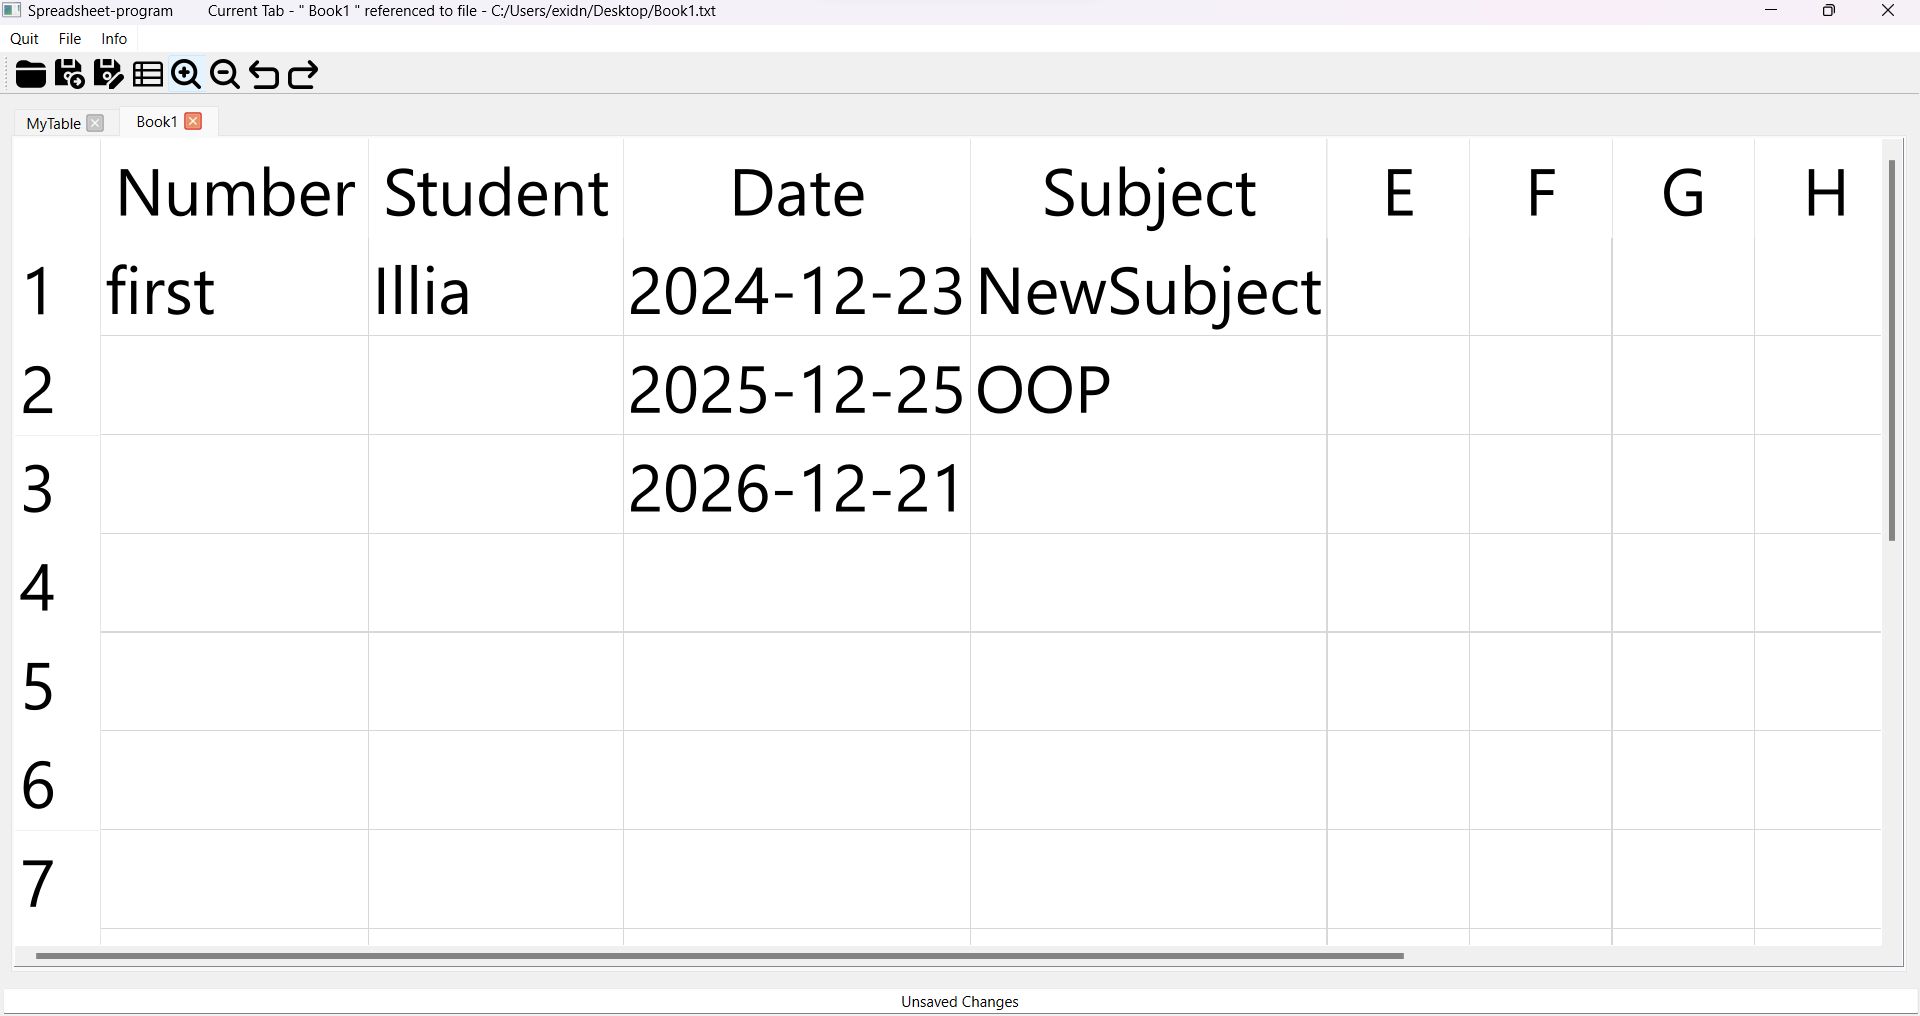 Spreadsheet-program Current Tab - " Book1 " referenced to file - C:/Users/exidn/Desktop/Book1.txt
Quit File Info
MyTable Book1
Number Student Date Subject E F G H
1 first Illia 2024-12-23 NewSubject
2 2025-12-25 OOP
3 2026-12-21
4
5
6
7
Unsaved Changes